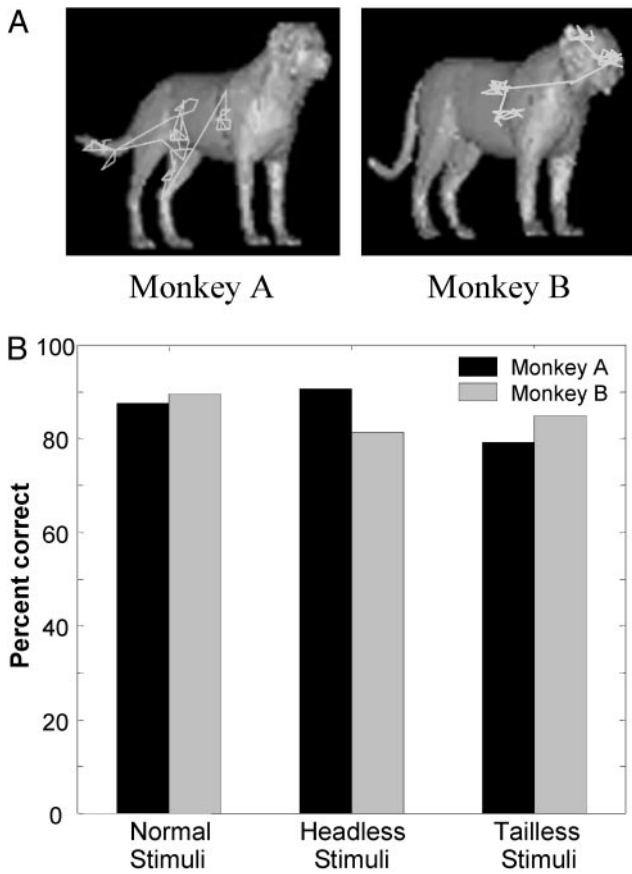 A
Monkey A
Monkey B
B
100
80
60
40
20
0
Percent correct
Monkey A
Monkey B
Normal
Stimuli
Headless
Stimuli
Tailless
Stimuli